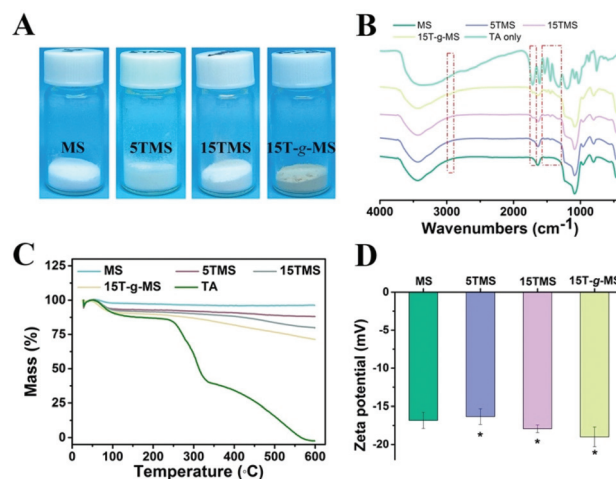 A
MS
5TMS
15TMS
15T-g-MS
B
MS 5TMS 15TMS
15T-g-MS TA only
4000 3000 2000 1000
Wavenumbers (cm⁻¹)
C
MS 5TMS 15TMS
15T-g-MS TA
125
100
75
50
25
0
0 100 200 300 400 500 600
Mass (%)
Temperature (◦C)
D
MS 5TMS 15TMS 15T-g-MS
0
-5
-10
-15
-20
Zeta potential (mV)
* * *